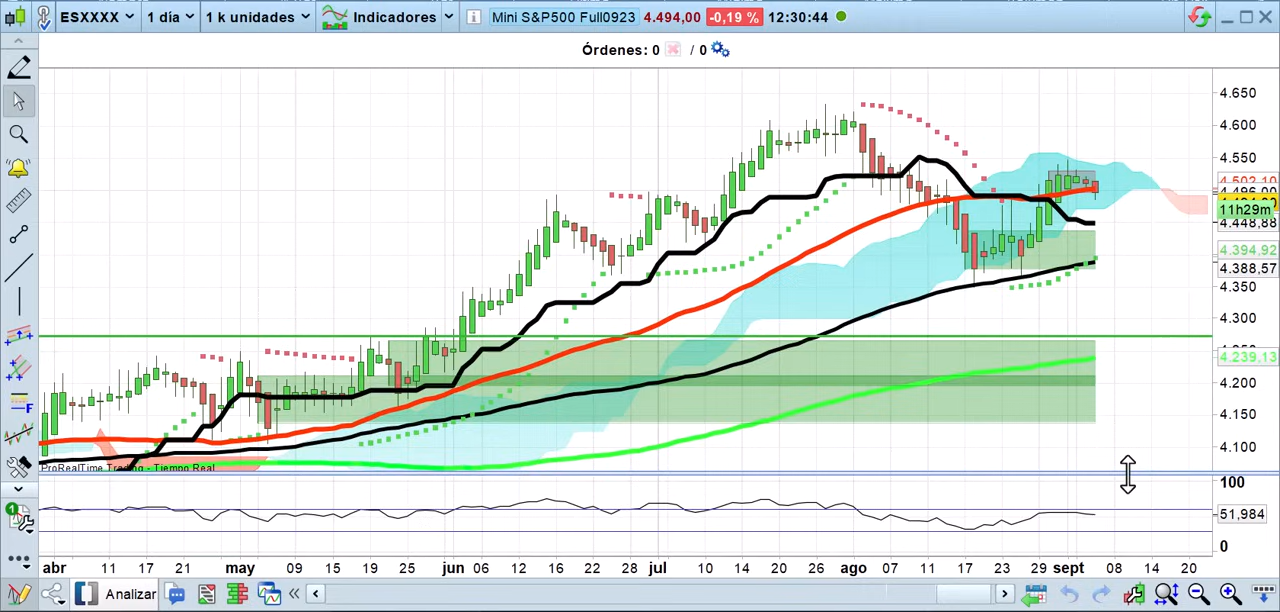 ESXXXX 1 día 1 k unidades Indicadores Mini S&P500 Full0923 4.494,00 -0,19 % 12:30:44
Órdenes: 0 / 0
4.650
4.600
4.550
4.502,10
4.496,00
11h29m
4.448,88
4.394,92
4.388,57
4.350
4.300
4.239,13
4.200
4.150
4.100
ProRealTime Trading - Tiempo Real
100
51,984
0
abr 11 17 21 may 09 15 19 25 jun 06 12 16 22 28 jul 10 14 20 26 ago 07 11 17 23 29 sept 08 14 20
Analizar